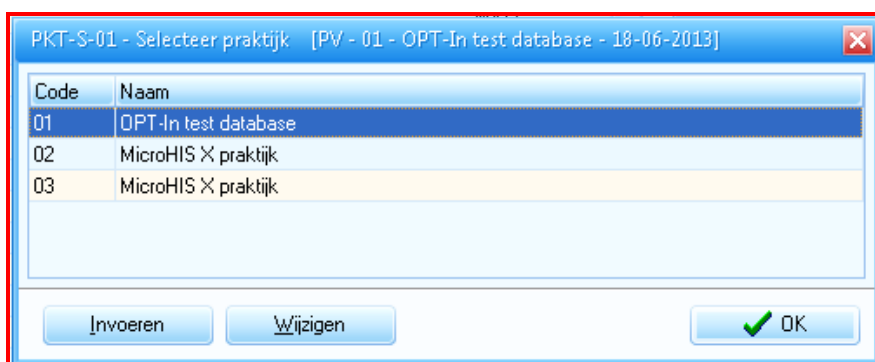 PKT-S-01 - Selecteer praktijk [PV - 01 - OPT-In test database - 18-06-2013]
Code Naam
01 OPT-In test database
02 MicroHIS X praktijk
03 MicroHIS X praktijk
Invoeren Wijzigen OK